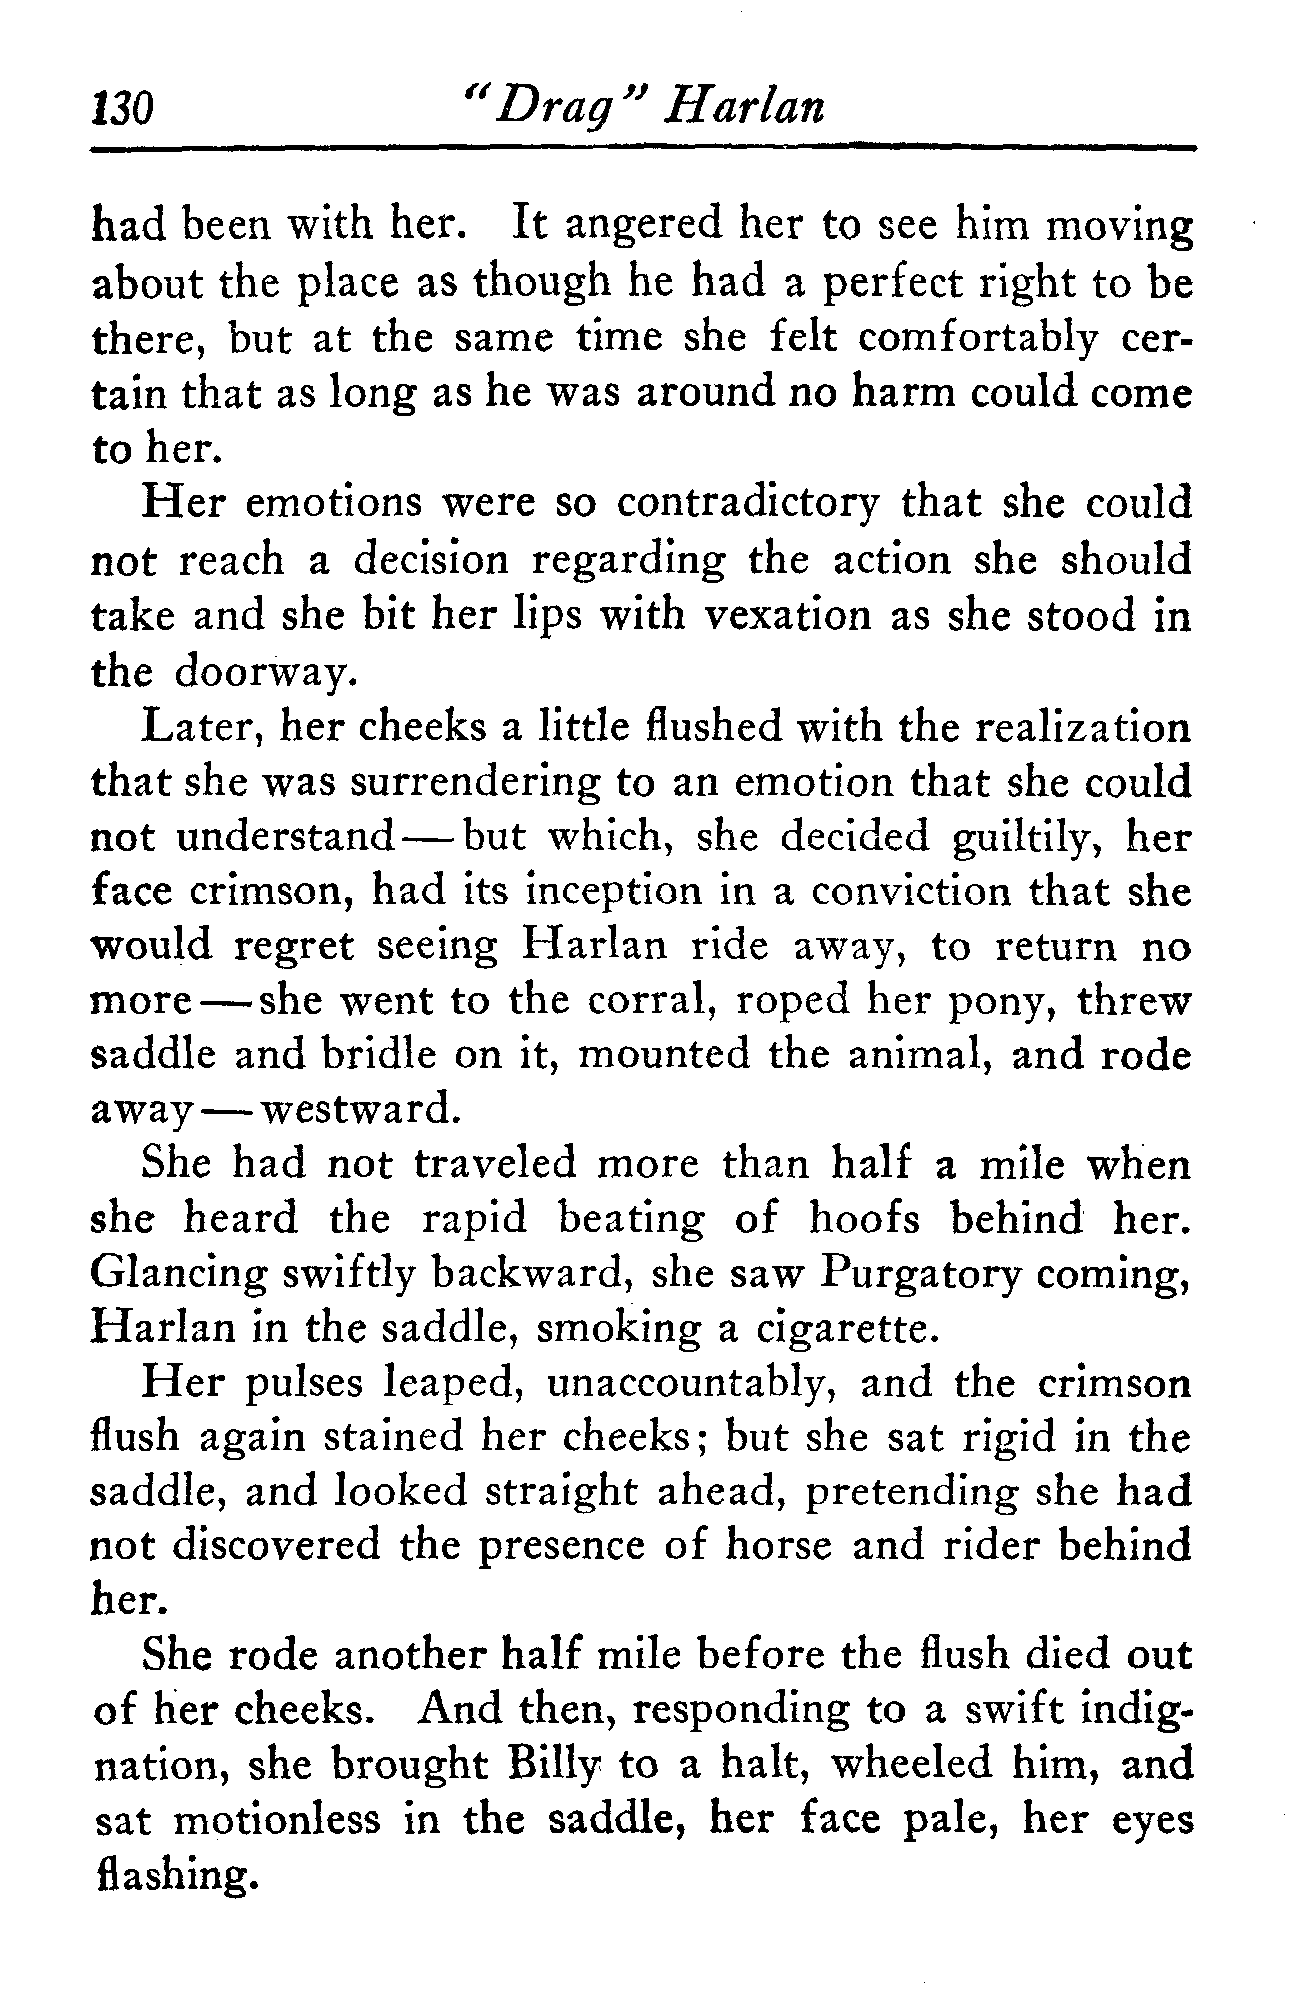 130 "Drag" Harlan
had been with her. It angered her to see him moving
about the place as though he had a perfect right to be
there, but at the same time she felt comfortably cer-
tain that as long as he was around no harm could come
to her.
Her emotions were so contradictory that she could
not reach a decision regarding the action she should
take and she bit her lips with vexation as she stood in
the doorway.
Later, her cheeks a little flushed with the realization
that she was surrendering to an emotion that she could
not understand—but which, she decided guiltily, her
face crimson, had its inception in a conviction that she
would regret seeing Harlan ride away, to return no
more—she went to the corral, roped her pony, threw
saddle and bridle on it, mounted the animal, and rode
away—westward.
She had not traveled more than half a mile when
she heard the rapid beating of hoofs behind her.
Glancing swiftly backward, she saw Purgatory coming,
Harlan in the saddle, smoking a cigarette.
Her pulses leaped, unaccountably, and the crimson
flush again stained her cheeks; but she sat rigid in the
saddle, and looked straight ahead, pretending she had
not discovered the presence of horse and rider behind
her.
She rode another half mile before the flush died out
of her cheeks. And then, responding to a swift indig-
nation, she brought Billy to a halt, wheeled him, and
sat motionless in the saddle, her face pale, her eyes
flashing.